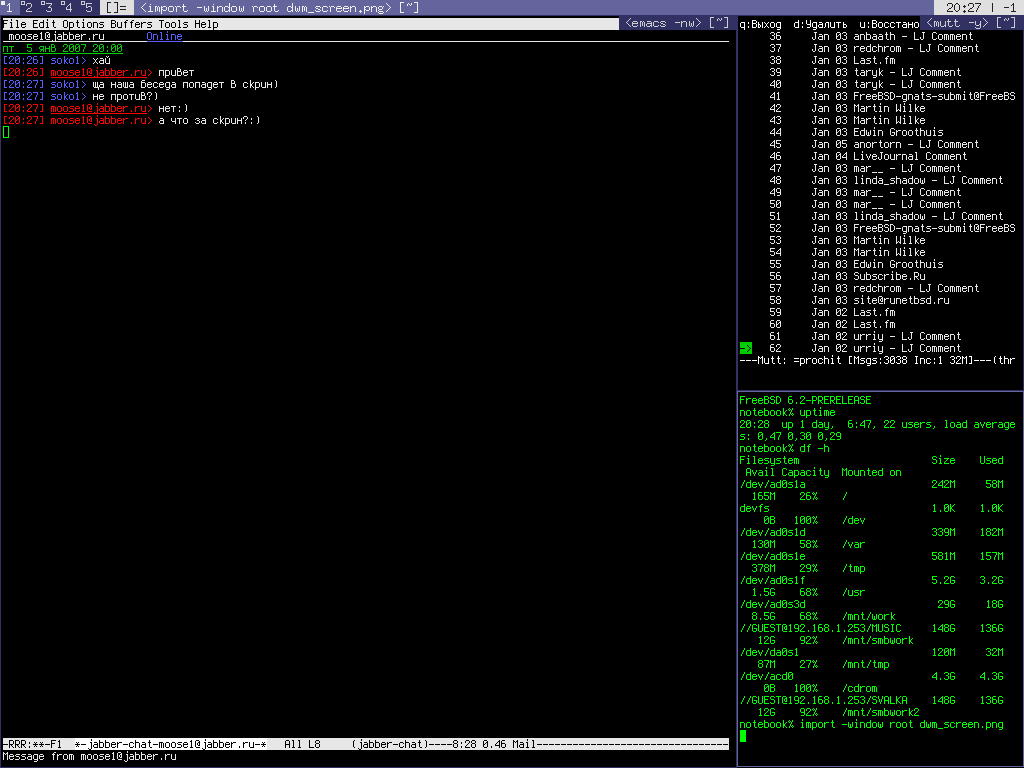 1 2 3 4 5 []= <import -window root dwm_screen.png> [~] 20:27 | -1
File Edit Options Buffers Tools Help <emacs -nw> [~]
moose1@jabber.ru Online
пт 5 янв 2007 20:00
[20:26] soko1> хай
[20:26] moose1@jabber.ru> привет
[20:27] soko1> ща наша беседа попадет в скрин)
[20:27] soko1> не против?)
[20:27] moose1@jabber.ru> нет:)
[20:27] moose1@jabber.ru> а что за скрин?:)
-RRR:**-F1 *-jabber-chat-moose1@jabber.ru-* All L8 (jabber-chat)----8:28 0.46 Mail--------------------------------
Message from moose1@jabber.ru
q:Выход d:Удалить u:Восстано <mutt -y> [~]
36 Jan 03 anbaath - LJ Comment
37 Jan 03 redchrom - LJ Comment
38 Jan 03 Last.fm
39 Jan 03 taryk - LJ Comment
40 Jan 03 taryk - LJ Comment
41 Jan 03 FreeBSD-gnats-submit@FreeBS
42 Jan 03 Martin Wilke
43 Jan 03 Martin Wilke
44 Jan 03 Edwin Groothuis
45 Jan 05 anortorn - LJ Comment
46 Jan 04 LiveJournal Comment
47 Jan 03 mar__ - LJ Comment
48 Jan 03 linda_shadow - LJ Comment
49 Jan 03 mar__ - LJ Comment
50 Jan 03 mar__ - LJ Comment
51 Jan 03 linda_shadow - LJ Comment
52 Jan 03 FreeBSD-gnats-submit@FreeBS
53 Jan 03 Martin Wilke
54 Jan 03 Martin Wilke
55 Jan 03 Edwin Groothuis
56 Jan 03 Subscribe.Ru
57 Jan 03 redchrom - LJ Comment
58 Jan 03 site@runetbsd.ru
59 Jan 02 Last.fm
60 Jan 02 Last.fm
61 Jan 02 urriy - LJ Comment
-> 62 Jan 02 urriy - LJ Comment
---Mutt: =prochit [Msgs:3038 Inc:1 32M]---(thr
FreeBSD 6.2-PRERELEASE
notebook% uptime
20:28 up 1 day, 6:47, 22 users, load average
s: 0,47 0,30 0,29
notebook% df -h
Filesystem Size Used
Avail Capacity Mounted on
/dev/ad0s1a 242M 58M
165M 26% /
devfs 1.0K 1.0K
0B 100% /dev
/dev/ad0s1d 339M 182M
130M 58% /var
/dev/ad0s1e 581M 157M
378M 29% /tmp
/dev/ad0s1f 5.2G 3.2G
1.5G 68% /usr
/dev/ad0s3d 29G 18G
8.5G 68% /mnt/work
//GUEST@192.168.1.253/MUSIC 148G 136G
12G 92% /mnt/smbwork
/dev/da0s1 120M 32M
87M 27% /mnt/tmp
/dev/acd0 4.3G 4.3G
0B 100% /cdrom
//GUEST@192.168.1.253/SVALKA 148G 136G
12G 92% /mnt/smbwork2
notebook% import -window root dwm_screen.png